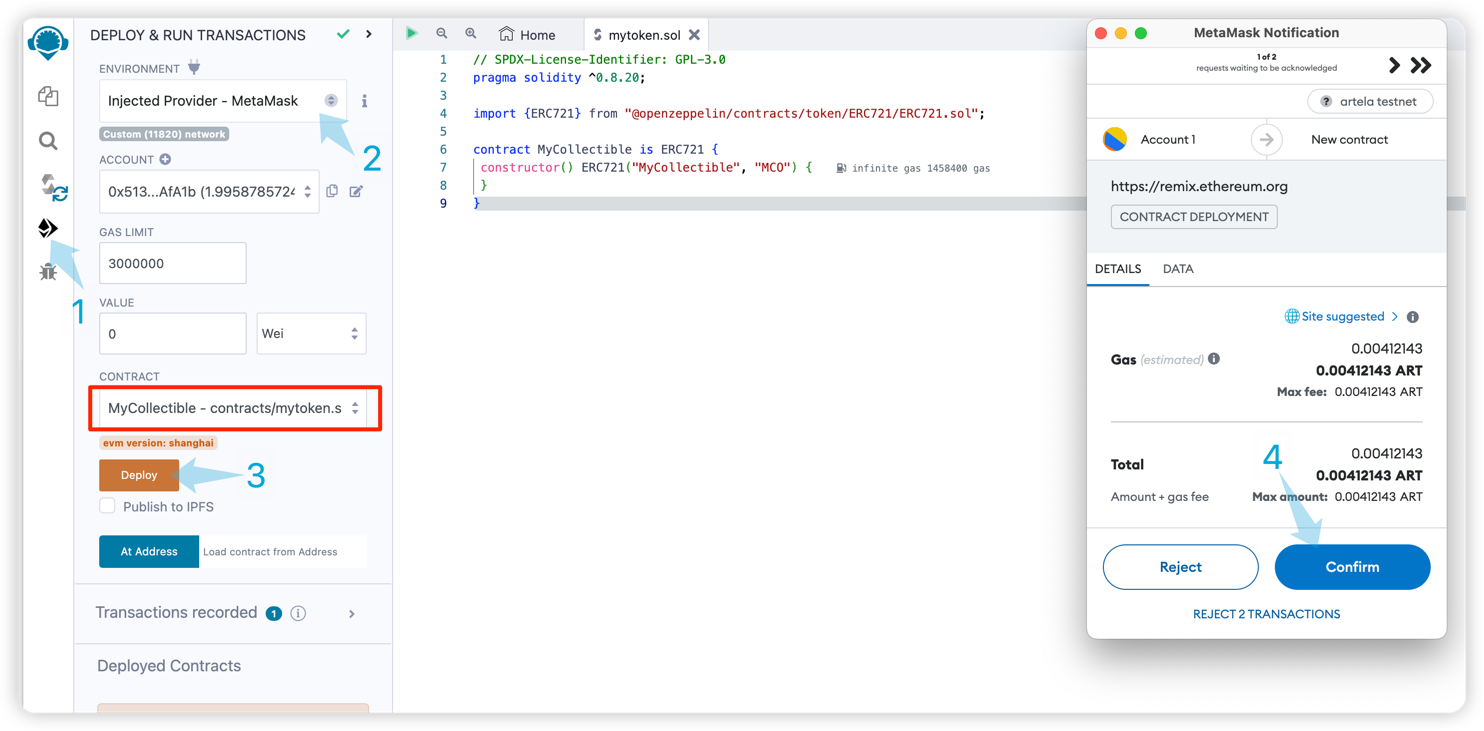 DEPLOY & RUN TRANSACTIONS
ENVIRONMENT
Injected Provider - MetaMask
2
Custom (11820) network
ACCOUNT
0x513...AfA1b (1.9958785724
GAS LIMIT
3000000
1
VALUE
0
Wei
CONTRACT
MyCollectible - contracts/mytoken.s
evm version: shanghai
Deploy
3
Publish to IPFS
At Address
Load contract from Address
Transactions recorded 1 i
Deployed Contracts
Home
mytoken.sol
1 // SPDX-License-Identifier: GPL-3.0
2 pragma solidity ^0.8.20;
3
4 import {ERC721} from "@openzeppelin/contracts/token/ERC721/ERC721.sol";
5
6 contract MyCollectible is ERC721 {
7 constructor() ERC721("MyCollectible", "MCO") { infinite gas 1458400 gas
8 }
9 }
MetaMask Notification
1 of 2
requests waiting to be acknowledged
? artela testnet
Account 1
New contract
https://remix.ethereum.org
CONTRACT DEPLOYMENT
DETAILS DATA
Site suggested >
0.00412143
Gas (estimated) 0.00412143 ART
Max fee: 0.00412143 ART
4
0.00412143
Total 0.00412143 ART
Amount + gas fee Max amount: 0.00412143 ART
Reject
Confirm
REJECT 2 TRANSACTIONS